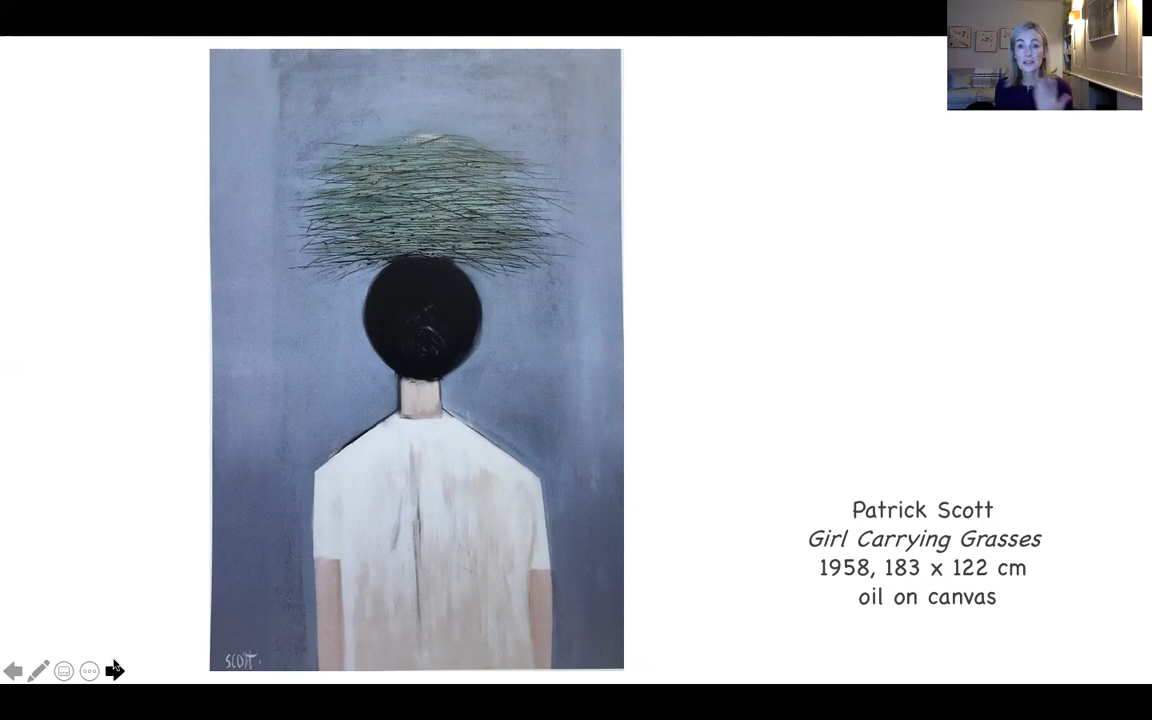 SCOTT.
Patrick Scott
Girl Carrying Grasses
1958, 183 x 122 cm
oil on canvas